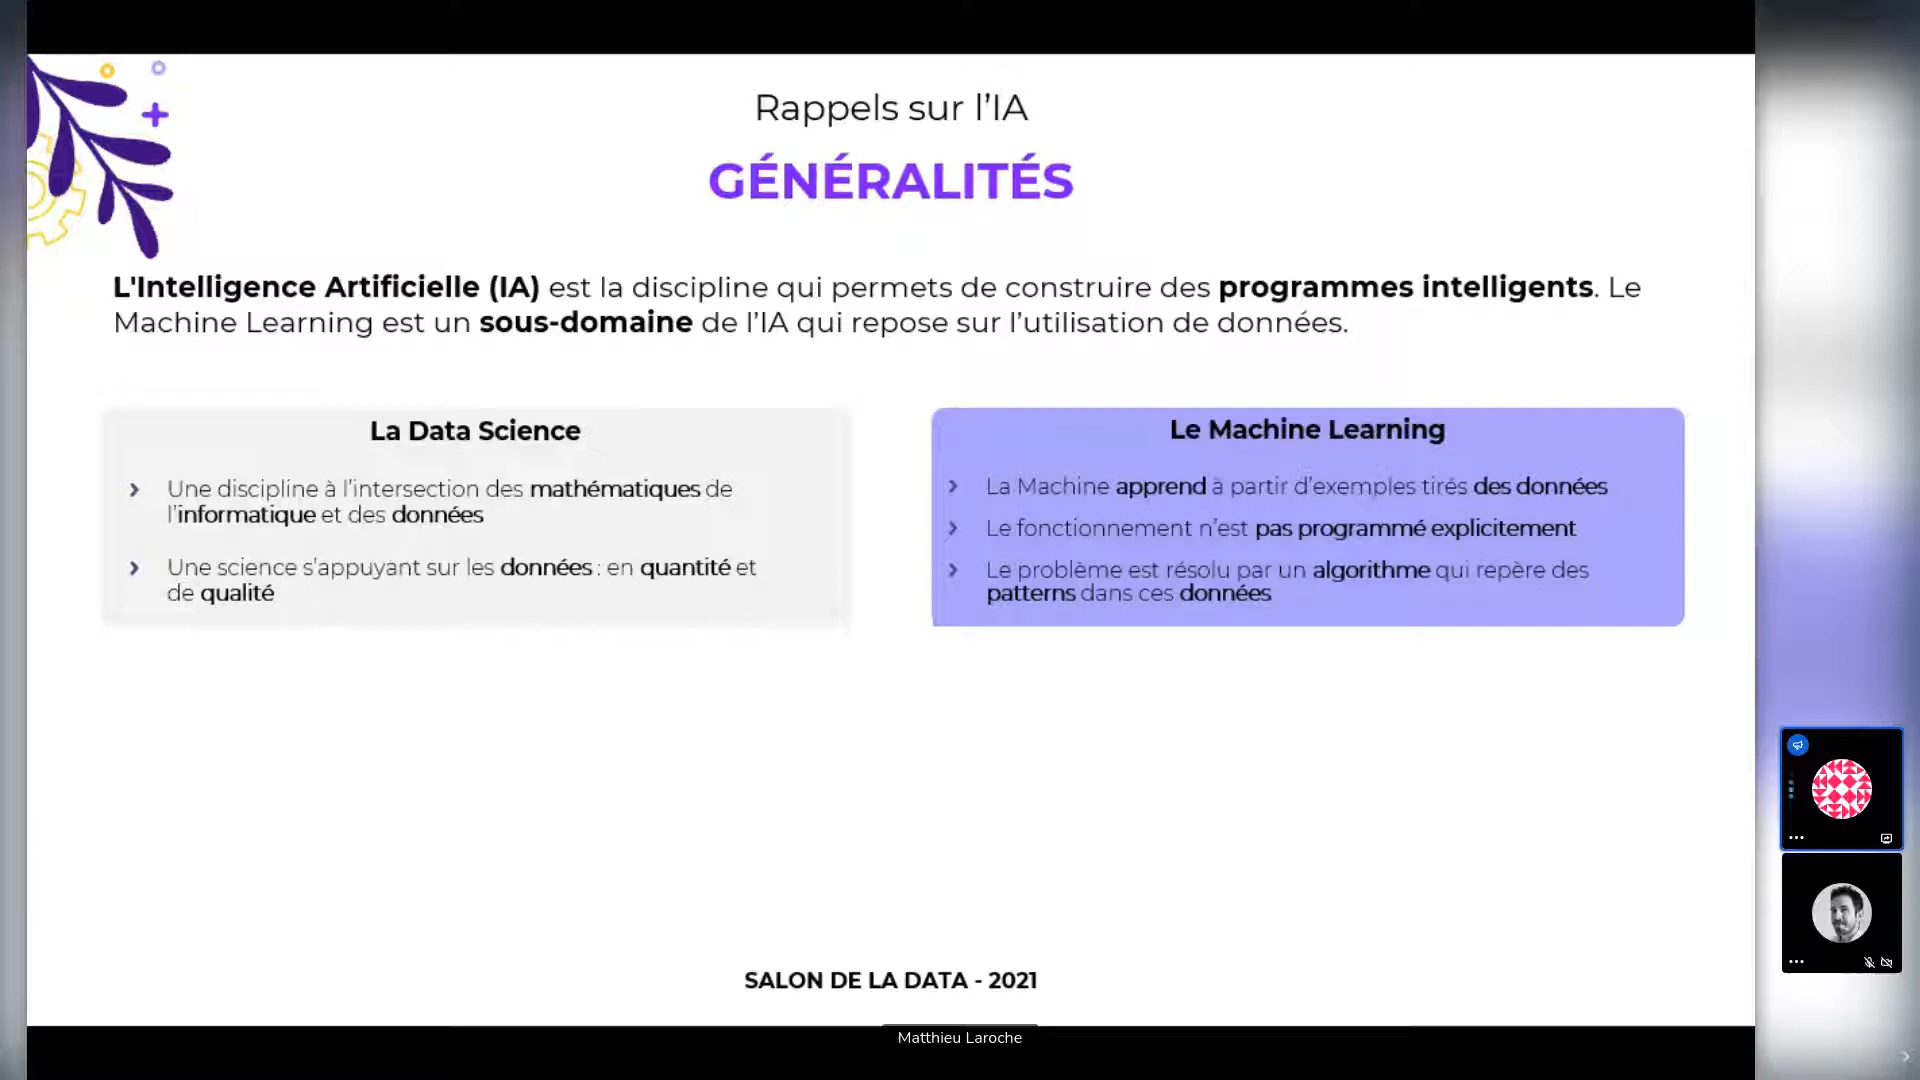 Rappels sur l’IA
GÉNÉRALITÉS
L'Intelligence Artificielle (IA) est la discipline qui permets de construire des programmes intelligents. Le
Machine Learning est un sous-domaine de l’IA qui repose sur l’utilisation de données.
La Data Science
Une discipline à l’intersection des mathématiques de
l’informatique et des données
Une science s’appuyant sur les données : en quantité et
de qualité
Le Machine Learning
La Machine apprend à partir d’exemples tirés des données
Le fonctionnement n’est pas programmé explicitement
Le problème est résolu par un algorithme qui repère des
patterns dans ces données
SALON DE LA DATA - 2021
Matthieu Laroche